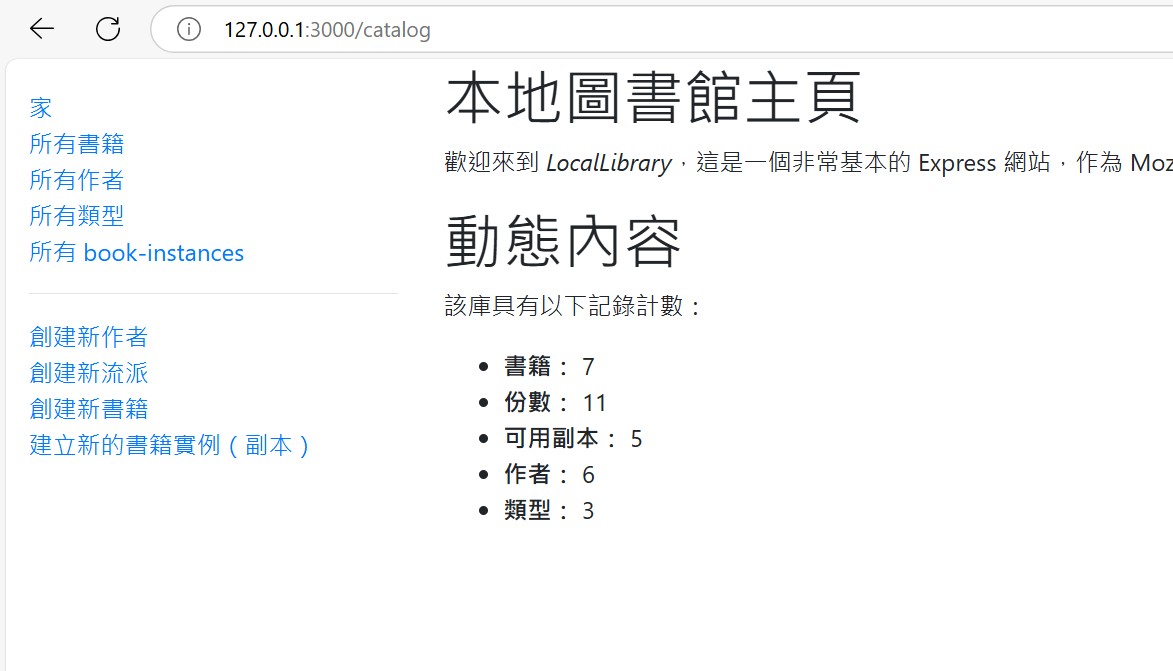 127.0.0.1:3000/catalog
家
所有書籍
所有作者
所有類型
所有 book-instances
創建新作者
創建新流派
創建新書籍
建立新的書籍實例（副本）
本地圖書館主頁
歡迎來到 LocalLibrary，這是一個非常基本的 Express 網站，作為 Moz
動態內容
該庫具有以下記錄計數：
書籍： 7
份數： 11
可用副本： 5
作者： 6
類型： 3